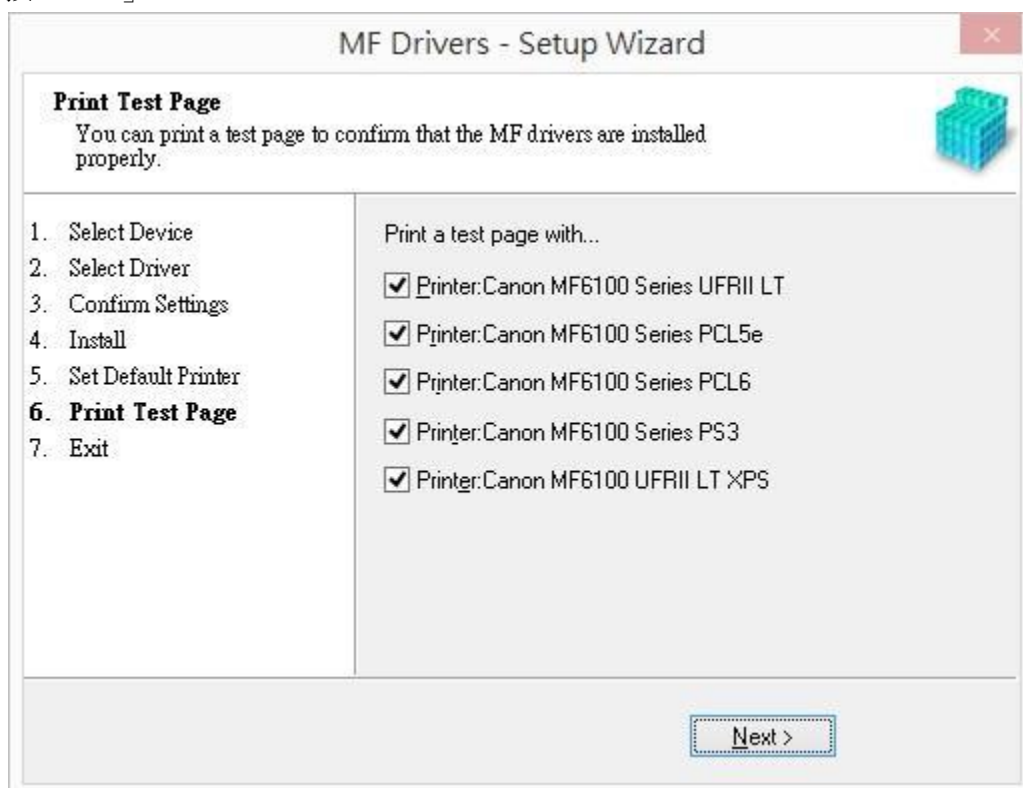 MF Drivers - Setup Wizard
Print Test Page
You can print a test page to confirm that the MF drivers are installed
properly.
1. Select Device
2. Select Driver
3. Confirm Settings
4. Install
5. Set Default Printer
6. Print Test Page
7. Exit
Print a test page with...
Printer:Canon MF6100 Series UFRII LT
Printer:Canon MF6100 Series PCL5e
Printer:Canon MF6100 Series PCL6
Printer:Canon MF6100 Series PS3
Printer:Canon MF6100 UFRII LT XPS
Next >